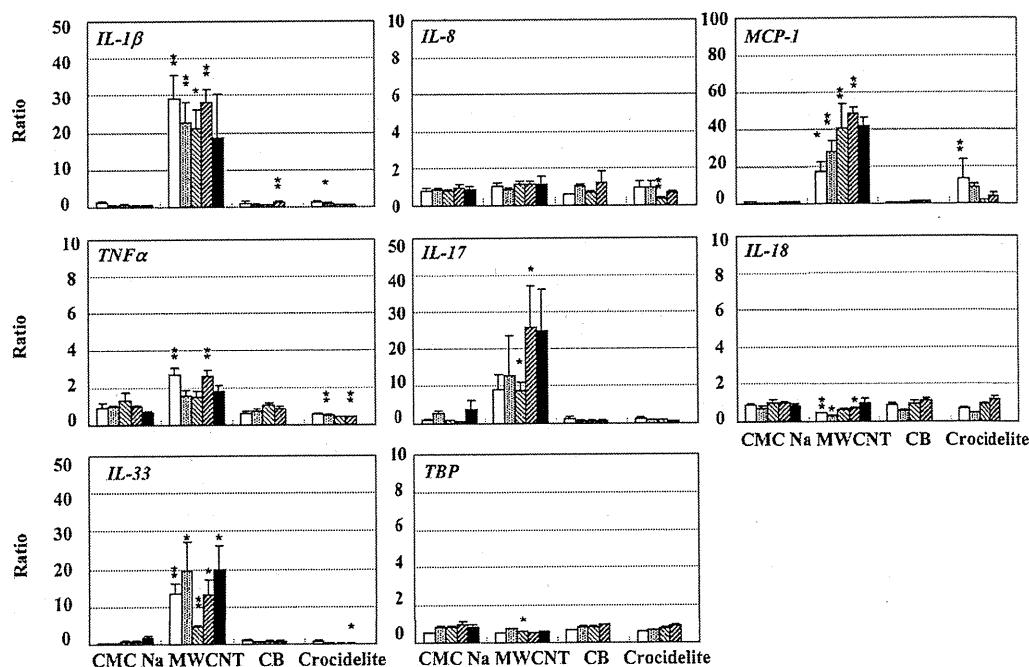 IL-1β
IL-8
MCP-1
Ratio
50
40
30
20
10
0
10
8
6
4
2
0
100
80
60
40
20
0
** ** * ** ** *
**
* ** ** ** **
TNFα
IL-17
IL-18
Ratio
10
8
6
4
2
0
50
40
30
20
10
0
10
8
6
4
2
0
** ** ** **
* *
** * *
CMC Na MWCNT CB Crocidelite
IL-33
TBP
Ratio
50
40
30
20
10
0
10
8
6
4
2
0
** * ** * * *
*
CMC Na MWCNT CB Crocidelite
CMC Na MWCNT CB Crocidelite